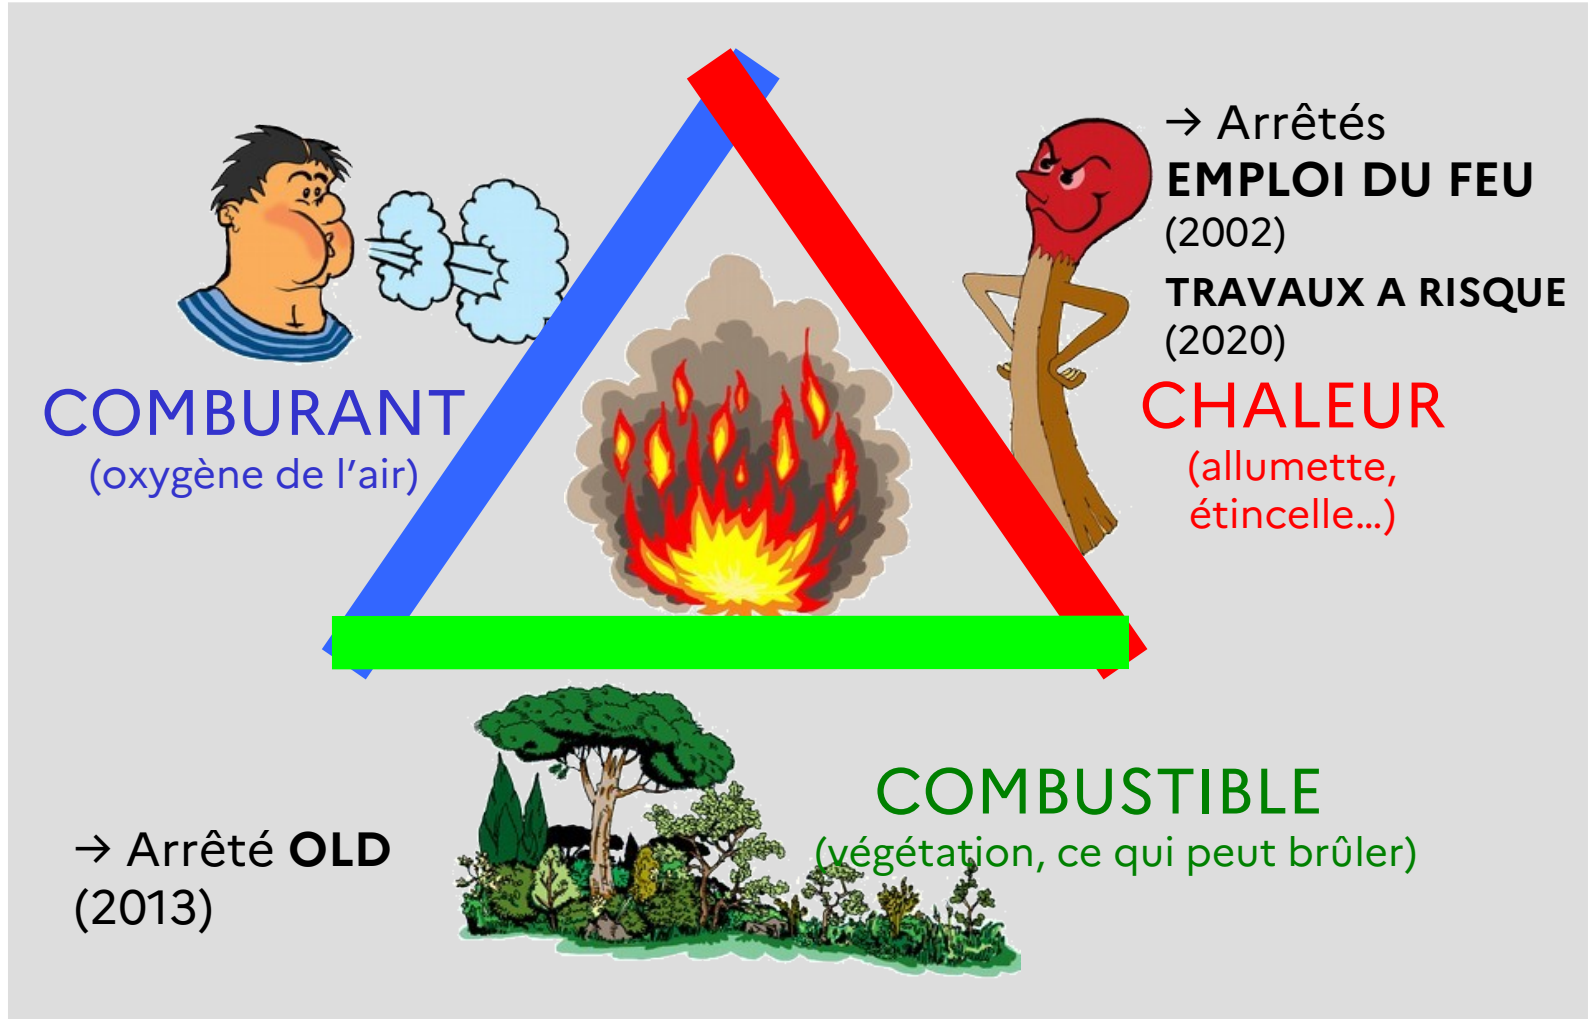 → Arrêtés
EMPLOI DU FEU
(2002)
TRAVAUX A RISQUE
(2020)
COMBURANT
(oxygène de l’air)
CHALEUR
(allumette,
étincelle...)
COMBUSTIBLE
(végétation, ce qui peut brûler)
→ Arrêté OLD
(2013)